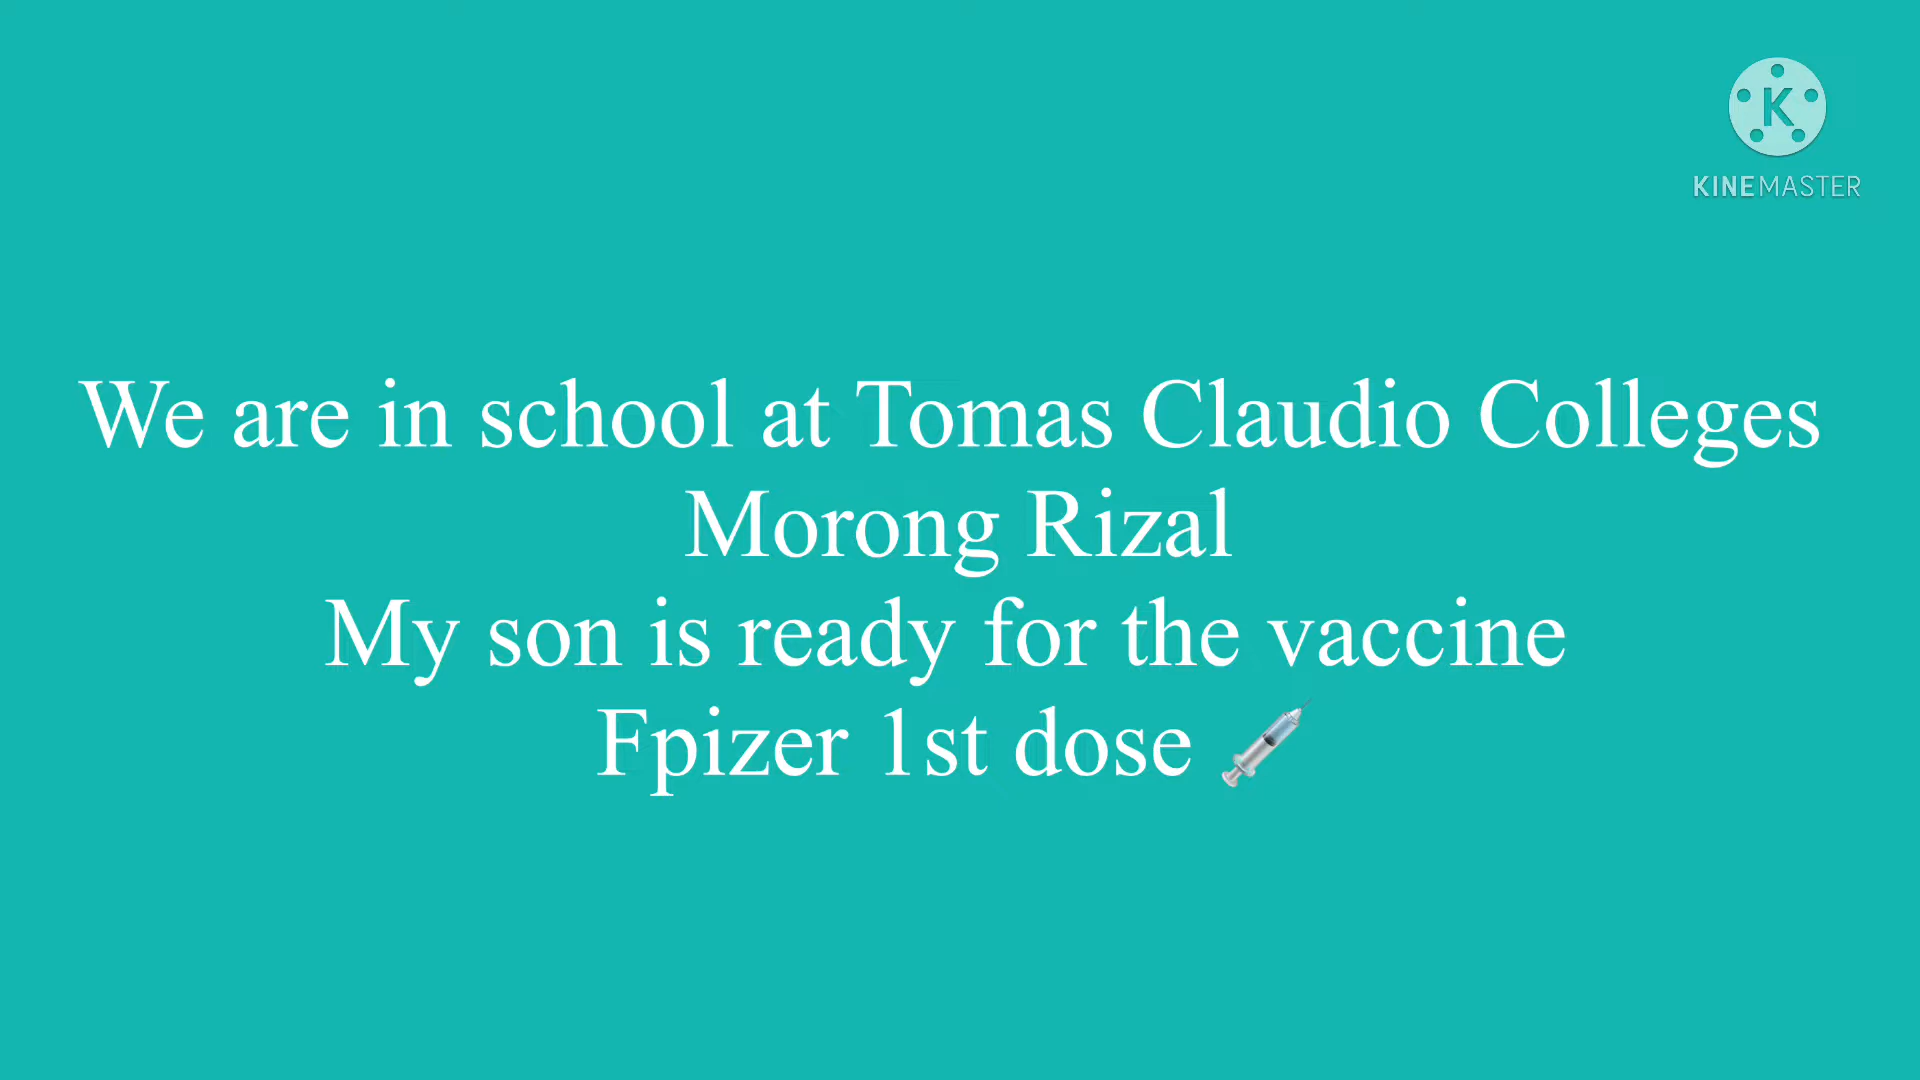 K
KINEMASTER
We are in school at Tomas Claudio Colleges
Morong Rizal
My son is ready for the vaccine
Fpizer 1st dose 💉